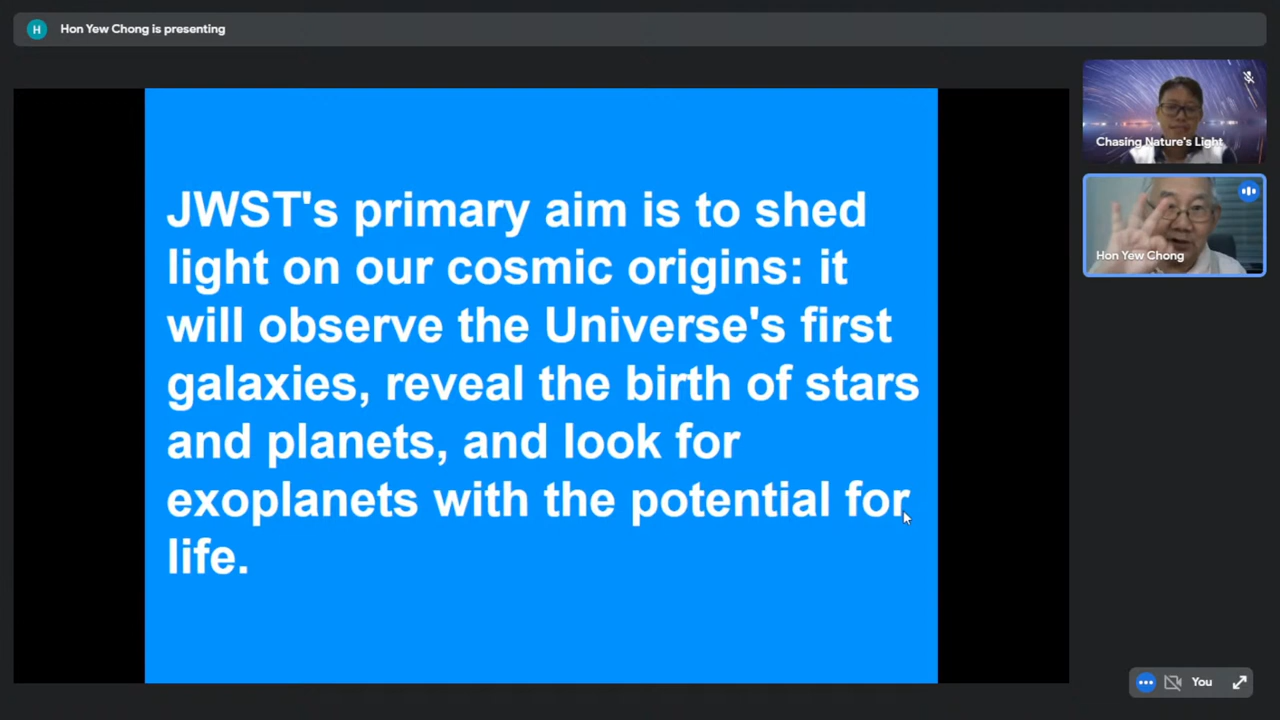 H
Hon Yew Chong is presenting
JWST's primary aim is to shed
light on our cosmic origins: it
will observe the Universe's first
galaxies, reveal the birth of stars
and planets, and look for
exoplanets with the potential for
life.
Chasing Nature's Light
Hon Yew Chong
You